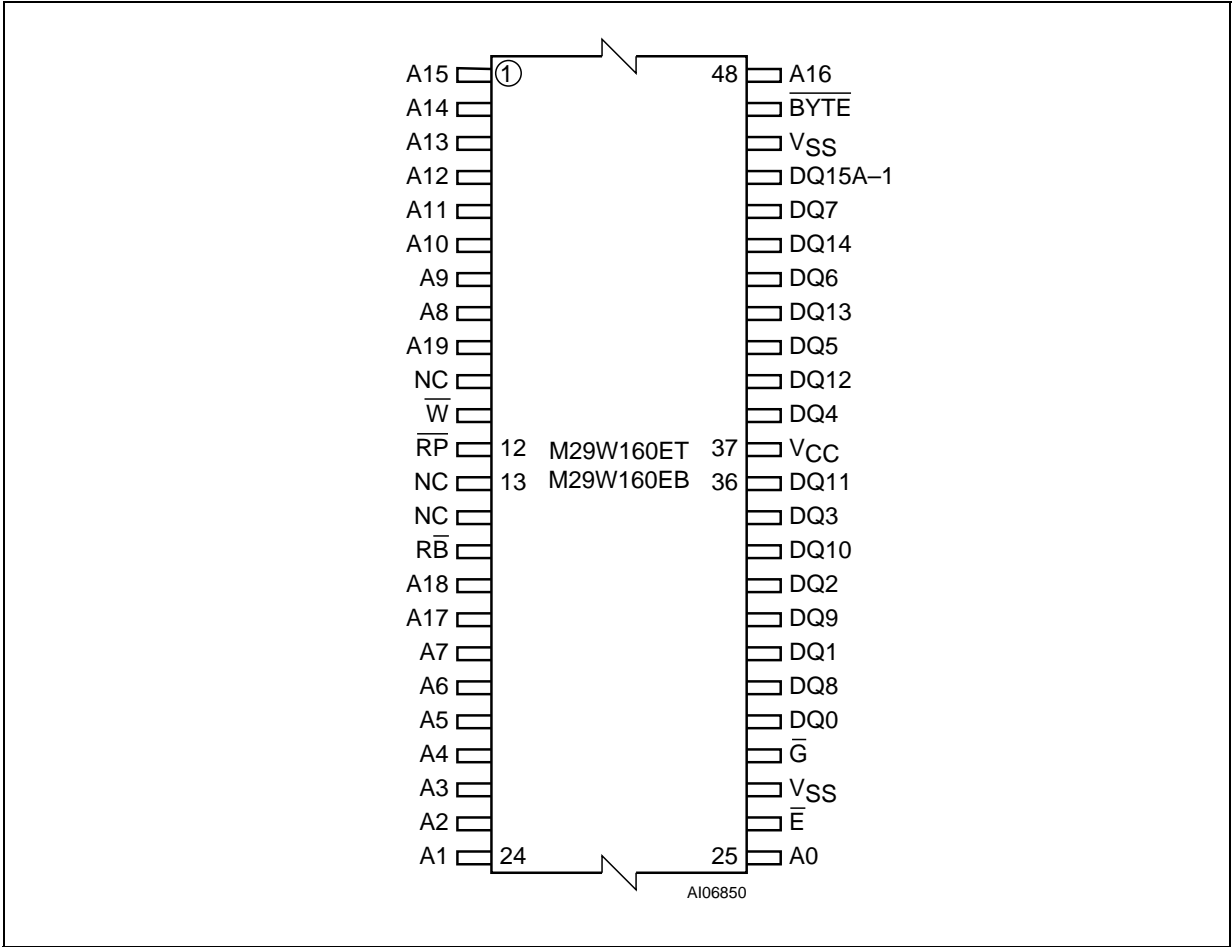 A15 ① 48 A16
A14 B̅Y̅T̅E̅
A13 VSS
A12 DQ15A–1
A11 DQ7
A10 DQ14
A9 DQ6
A8 DQ13
A19 DQ5
NC DQ12
W̅ DQ4
R̅P̅ 12 M29W160ET 37 VCC
NC 13 M29W160EB 36 DQ11
NC DQ3
RB̅ DQ10
A18 DQ2
A17 DQ9
A7 DQ1
A6 DQ8
A5 DQ0
A4 G̅
A3 VSS
A2 E̅
A1 24 25 A0
AI06850